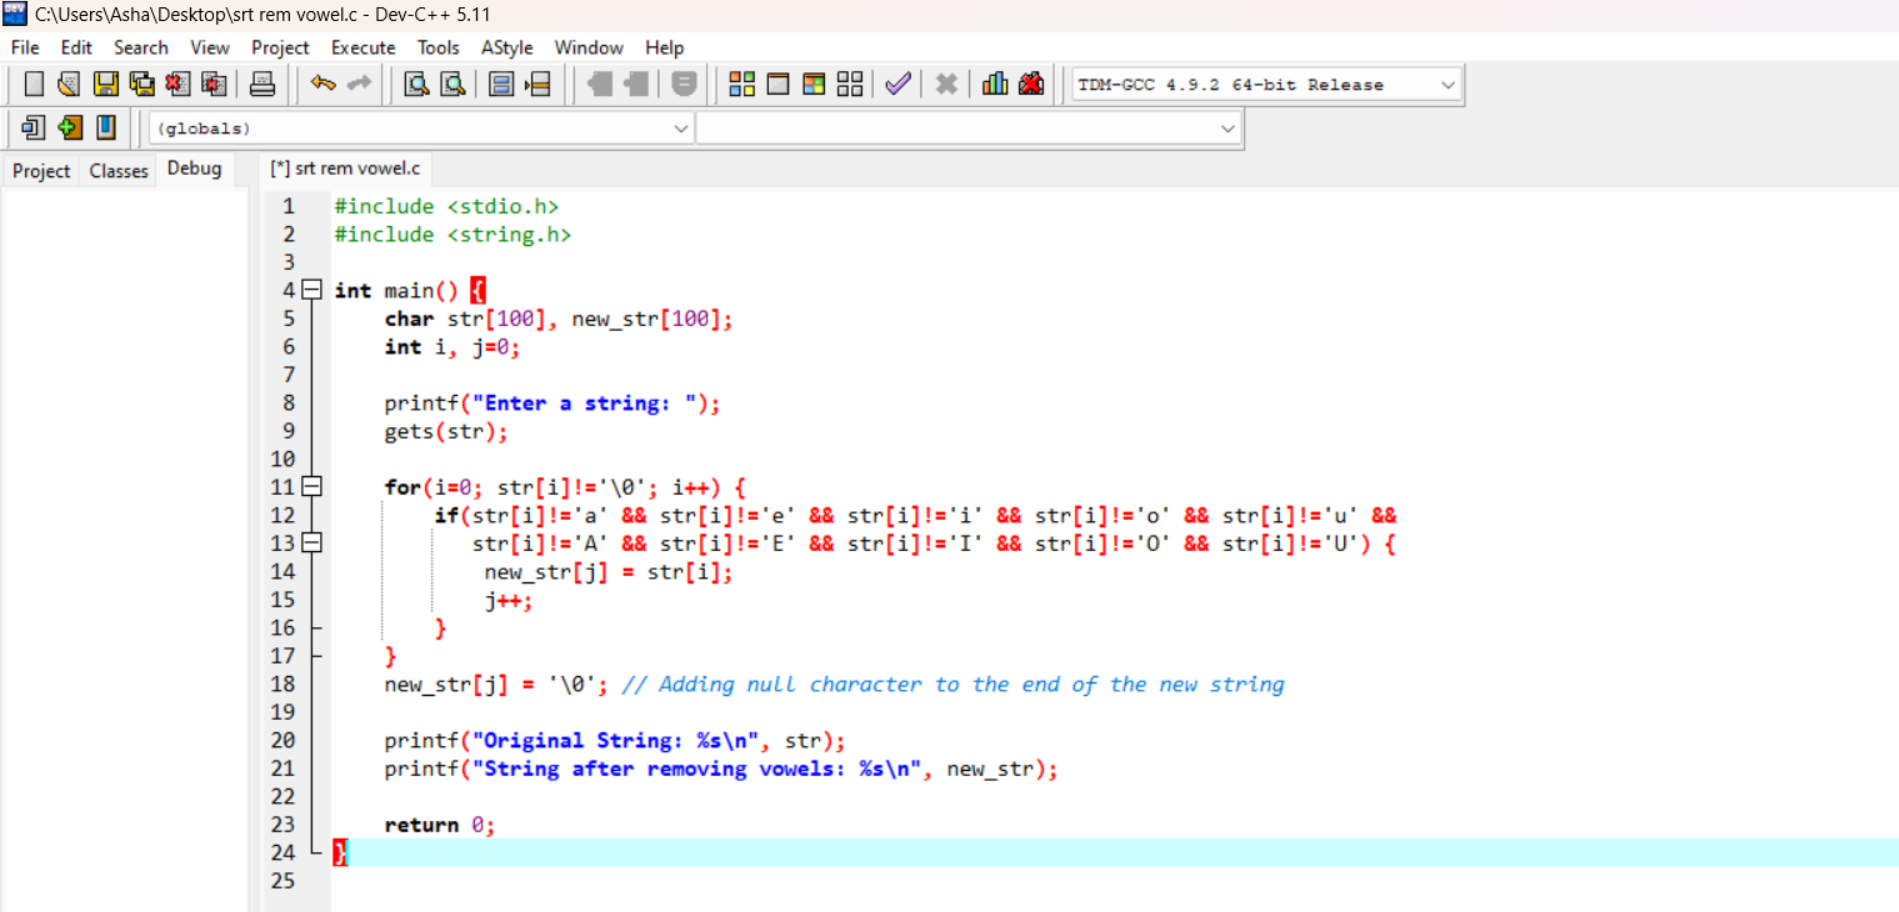 C:\Users\Asha\Desktop\srt rem vowel.c - Dev-C++ 5.11
File Edit Search View Project Execute Tools AStyle Window Help
TDM-GCC 4.9.2 64-bit Release
(globals)
Project Classes Debug [*] srt rem vowel.c
1 #include <stdio.h>
2 #include <string.h>
3
4 int main() {
5 char str[100], new_str[100];
6 int i, j=0;
7
8 printf("Enter a string: ");
9 gets(str);
10
11 for(i=0; str[i]!='\0'; i++) {
12 if(str[i]!='a' && str[i]!='e' && str[i]!='i' && str[i]!='o' && str[i]!='u' &&
13 str[i]!='A' && str[i]!='E' && str[i]!='I' && str[i]!='O' && str[i]!='U') {
14 new_str[j] = str[i];
15 j++;
16 }
17 }
18 new_str[j] = '\0'; // Adding null character to the end of the new string
19
20 printf("Original String: %s\n", str);
21 printf("String after removing vowels: %s\n", new_str);
22
23 return 0;
24 }
25